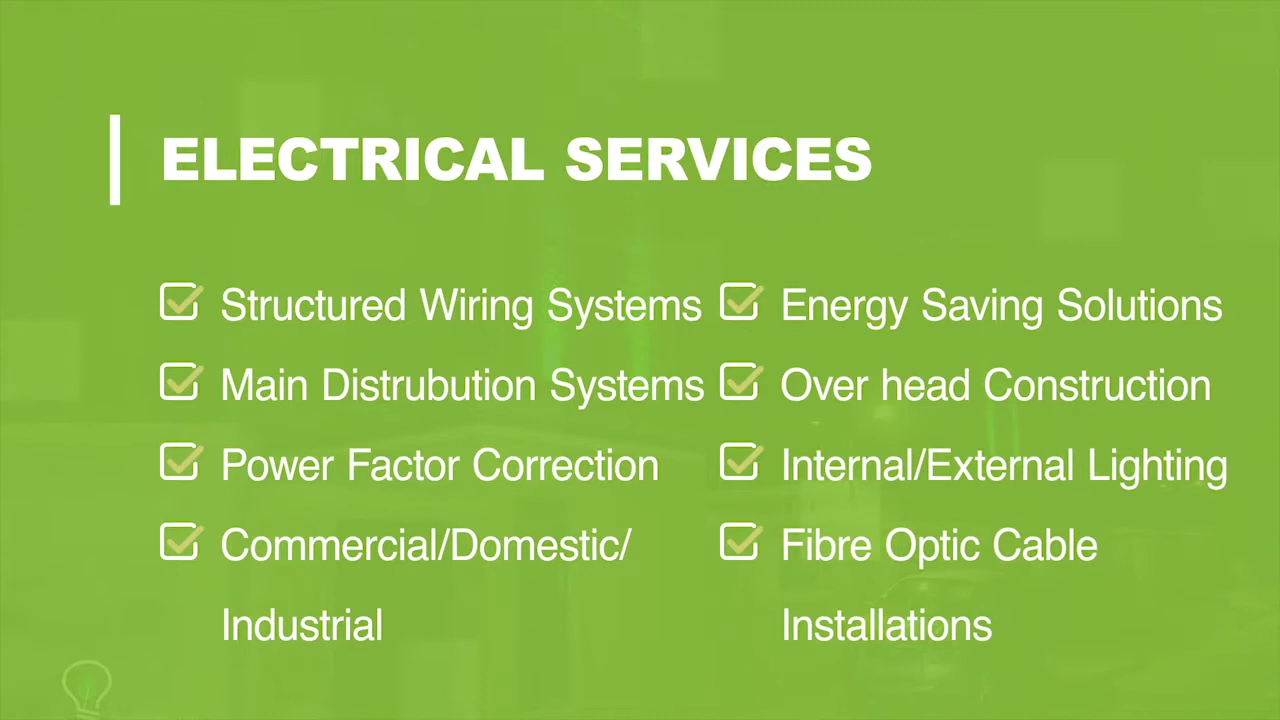 ELECTRICAL SERVICES
Structured Wiring Systems
Main Distrubution Systems
Power Factor Correction
Commercial/Domestic/
Industrial
Energy Saving Solutions
Over head Construction
Internal/External Lighting
Fibre Optic Cable
Installations